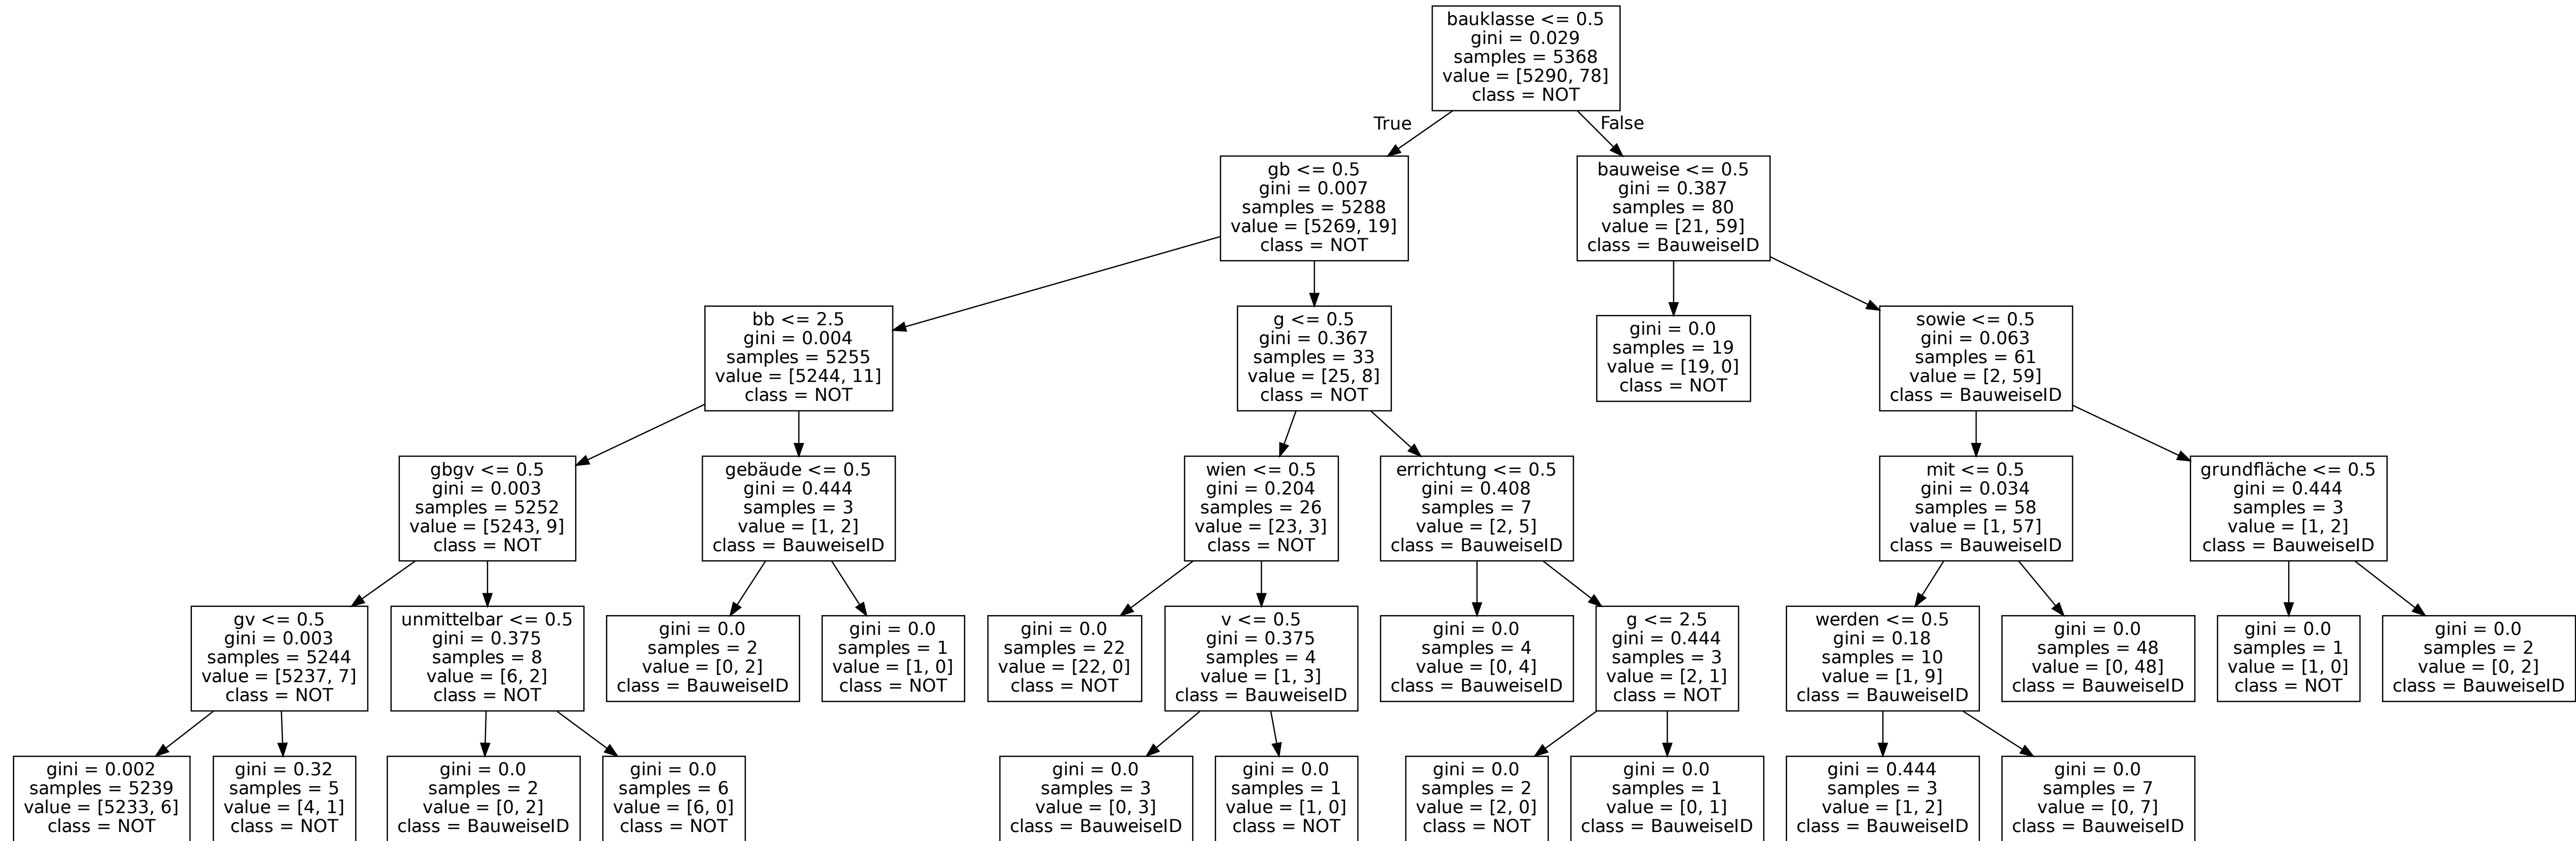 bauklasse <= 0.5
gini = 0.029
samples = 5368
value = [5290, 78]
class = NOT
True
False
gb <= 0.5
gini = 0.007
samples = 5288
value = [5269, 19]
class = NOT
bauweise <= 0.5
gini = 0.387
samples = 80
value = [21, 59]
class = BauweiseID
bb <= 2.5
gini = 0.004
samples = 5255
value = [5244, 11]
class = NOT
g <= 0.5
gini = 0.367
samples = 33
value = [25, 8]
class = NOT
gini = 0.0
samples = 19
value = [19, 0]
class = NOT
sowie <= 0.5
gini = 0.063
samples = 61
value = [2, 59]
class = BauweiseID
gbgv <= 0.5
gini = 0.003
samples = 5252
value = [5243, 9]
class = NOT
gebäude <= 0.5
gini = 0.444
samples = 3
value = [1, 2]
class = BauweiseID
wien <= 0.5
gini = 0.204
samples = 26
value = [23, 3]
class = NOT
errichtung <= 0.5
gini = 0.408
samples = 7
value = [2, 5]
class = BauweiseID
mit <= 0.5
gini = 0.034
samples = 58
value = [1, 57]
class = BauweiseID
grundfläche <= 0.5
gini = 0.444
samples = 3
value = [1, 2]
class = BauweiseID
gv <= 0.5
gini = 0.003
samples = 5244
value = [5237, 7]
class = NOT
unmittelbar <= 0.5
gini = 0.375
samples = 8
value = [6, 2]
class = NOT
gini = 0.0
samples = 2
value = [0, 2]
class = BauweiseID
gini = 0.0
samples = 1
value = [1, 0]
class = NOT
gini = 0.0
samples = 22
value = [22, 0]
class = NOT
v <= 0.5
gini = 0.375
samples = 4
value = [1, 3]
class = BauweiseID
gini = 0.0
samples = 4
value = [0, 4]
class = BauweiseID
g <= 2.5
gini = 0.444
samples = 3
value = [2, 1]
class = NOT
werden <= 0.5
gini = 0.18
samples = 10
value = [1, 9]
class = BauweiseID
gini = 0.0
samples = 48
value = [0, 48]
class = BauweiseID
gini = 0.0
samples = 1
value = [1, 0]
class = NOT
gini = 0.0
samples = 2
value = [0, 2]
class = BauweiseID
gini = 0.002
samples = 5239
value = [5233, 6]
class = NOT
gini = 0.32
samples = 5
value = [4, 1]
class = NOT
gini = 0.0
samples = 2
value = [0, 2]
class = BauweiseID
gini = 0.0
samples = 6
value = [6, 0]
class = NOT
gini = 0.0
samples = 3
value = [0, 3]
class = BauweiseID
gini = 0.0
samples = 1
value = [1, 0]
class = NOT
gini = 0.0
samples = 2
value = [2, 0]
class = NOT
gini = 0.0
samples = 1
value = [0, 1]
class = BauweiseID
gini = 0.444
samples = 3
value = [1, 2]
class = BauweiseID
gini = 0.0
samples = 7
value = [0, 7]
class = BauweiseID